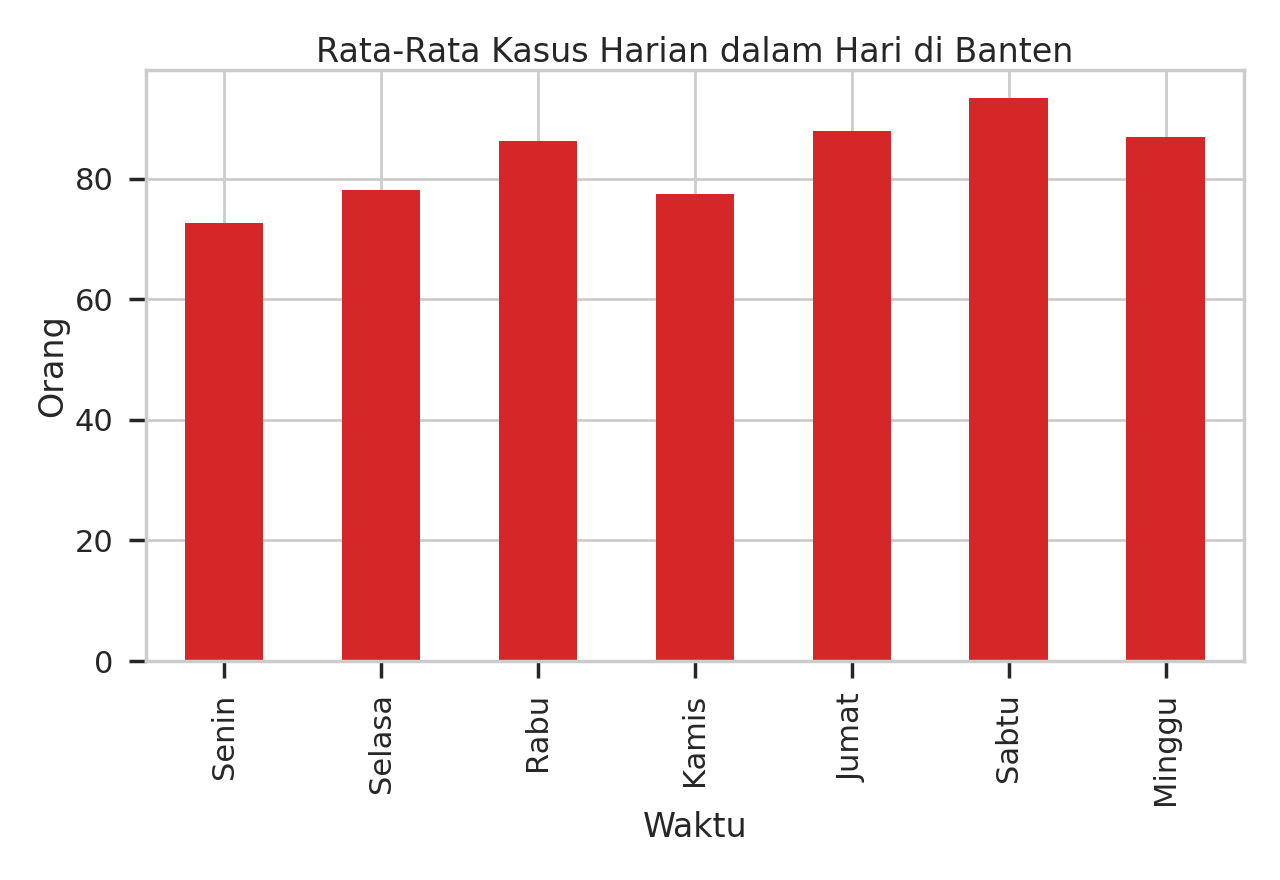 Rata-Rata Kasus Harian dalam Hari di Banten
Orang
80
60
40
20
0
Senin
Selasa
Rabu
Kamis
Jumat
Sabtu
Minggu
Waktu